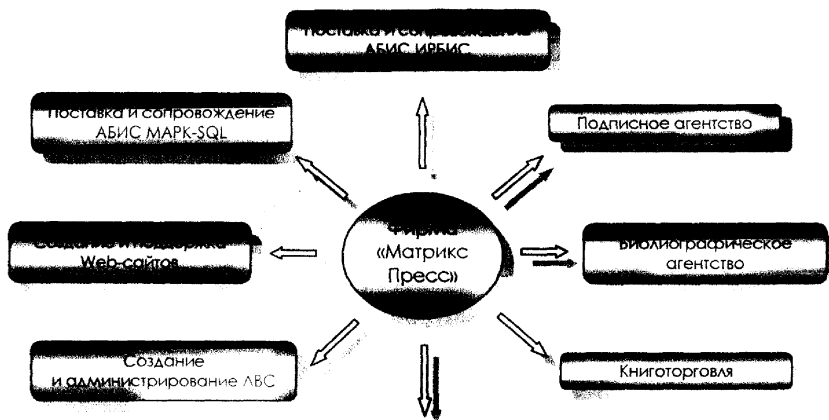 Поставка и сопровождение
АБИС ИРБИС
Поставка и сопровождение
АБИС МАРК-SQL
Подписное агентство
Фирма
«Матрикс
Пресс»
Создание и поддержка
Web-сайтов
Библиографическое
агентство
Создание
и администрирование ЛВС
Книготорговля